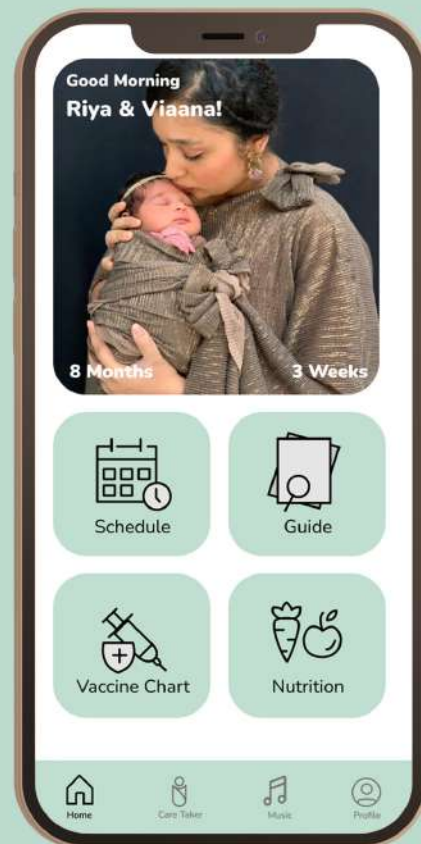 Good Morning
Riya & Viaana!
8 Months 3 Weeks
Schedule Guide
Vaccine Chart Nutrition
Home Care Taker Music Profile